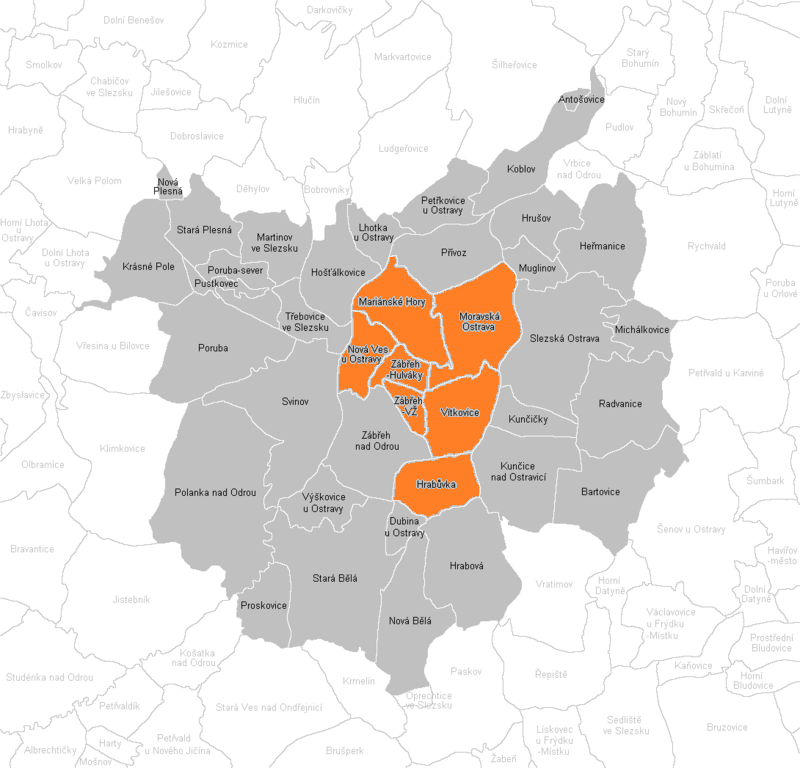 Darkovičky
Dolní Benešov
Kozmice
Markvartovice
Šilheřovice
Starý
Bohumín
Smolkov
Chabičov
ve Slezsku
Jilešovice
Hlučín
Antošovice
Nový
Bohumín
Skřečoň
Dolní
Lutyně
Hrabyně
Dobroslavice
Ludgeřovice
Pudlov
Velká Polom
Nová
Plesná
Děhylov
Bobrovníky
Koblov
Vrbice
nad Odrou
Záblatí
u Bohumína
Horní
Lutyně
Petřkovice
u Ostravy
Horní Lhota
u
Ostravy
Stará Plesná
Martinov
ve Slezsku
Lhotka
u Ostravy
Hrušov
Heřmanice
Rychvald
Dolní Lhota
u Ostravy
Krásné Pole
Poruba-sever
Pustkovec
Hošťálkovice
Přívoz
Muglinov
Poruba
u Orlové
Čavisov
Třebovice
ve Slezsku
Mariánské Hory
Moravská
Ostrava
Slezská Ostrava
Michálkovice
Vřesina u Bílovce
Poruba
Nová Ves
u Ostravy
Zábřeh
-Hulváky
Petřvald u Karviné
Zbyslavice
Svinov
Zábřeh
-VŽ
Vítkovice
Kunčičky
Radvanice
Klimkovice
Zábřeh
nad Odrou
Olbramice
Polanka nad Odrou
Výškovice
u Ostravy
Hrabůvka
Kunčice
nad Ostravicí
Bartovice
Šumbark
Dubina
u Ostravy
Šenov u Ostravy
Bravantice
Havířov
-město
Stará Bělá
Hrabová
Vratimov
Horní
Datyně
Dolní
Datyně
Jistebník
Proskovice
Nová Bělá
Václavovice
u Frýdku
-Místku
Prostřední
Bludovice
Košatka
nad Odrou
Studénka nad Odrou
Krmelín
Paskov
Řepiště
Kaňovice
Horní
Bludovice
Petřvaldík
Stará Ves nad Ondřejnicí
Oprechtice
ve Slezsku
Sedliště
ve Slezsku
Bruzovice
Albrechtičky
Harty
Mošnov
Petřvald
u Nového Jičína
Brušperk
Žabeň
Lískovec
u Frýdku
-Místku